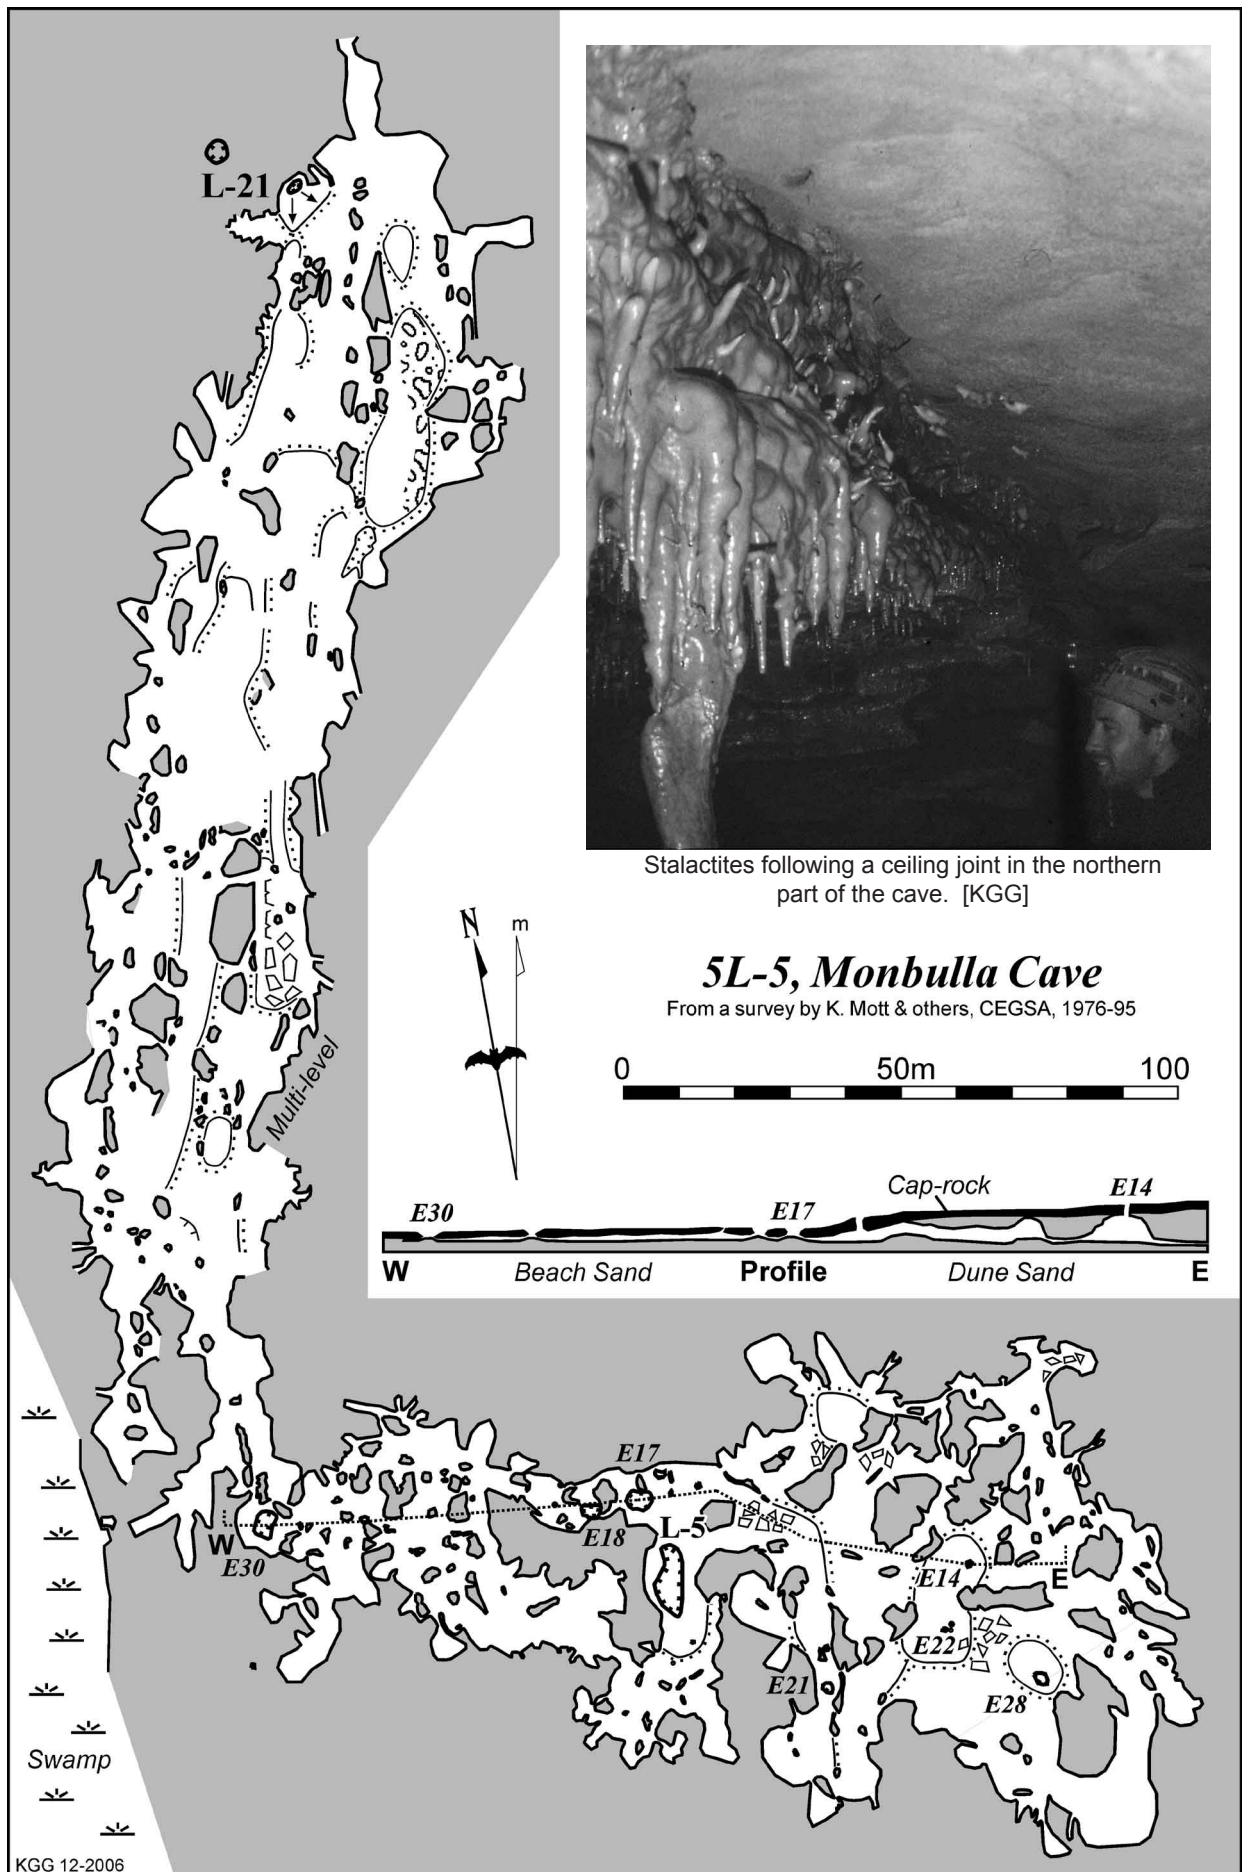 L-21
Stalactites following a ceiling joint in the northern
part of the cave. [KGG]
N
m
5L-5, Monbulla Cave
From a survey by K. Mott & others, CEGSA, 1976-95
0 50m 100
Multi-level
Cap-rock
E30 E17 E14
W Beach Sand Profile Dune Sand E
E17
L-5
E18
W
E30
E14
E
E22
E21
E28
Swamp
KGG 12-2006